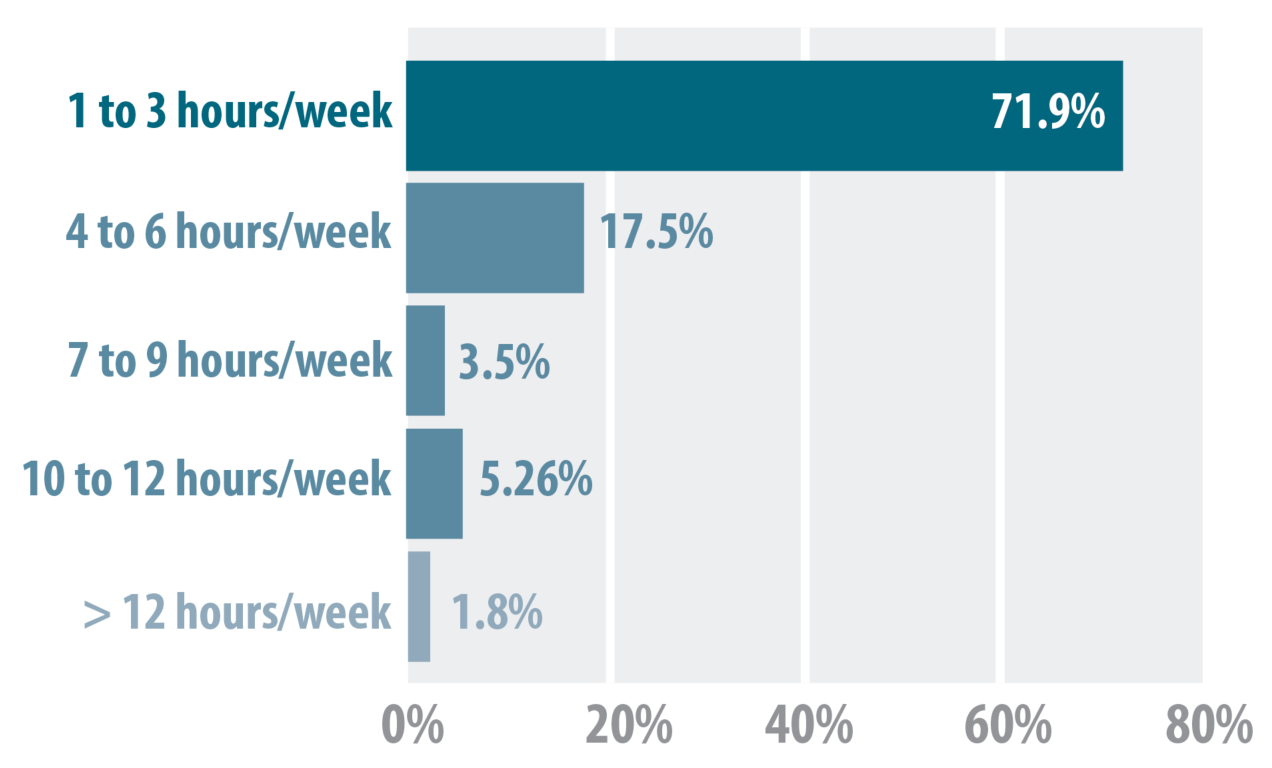 1 to 3 hours/week 71.9%
4 to 6 hours/week 17.5%
7 to 9 hours/week 3.5%
10 to 12 hours/week 5.26%
> 12 hours/week 1.8%
0% 20% 40% 60% 80%